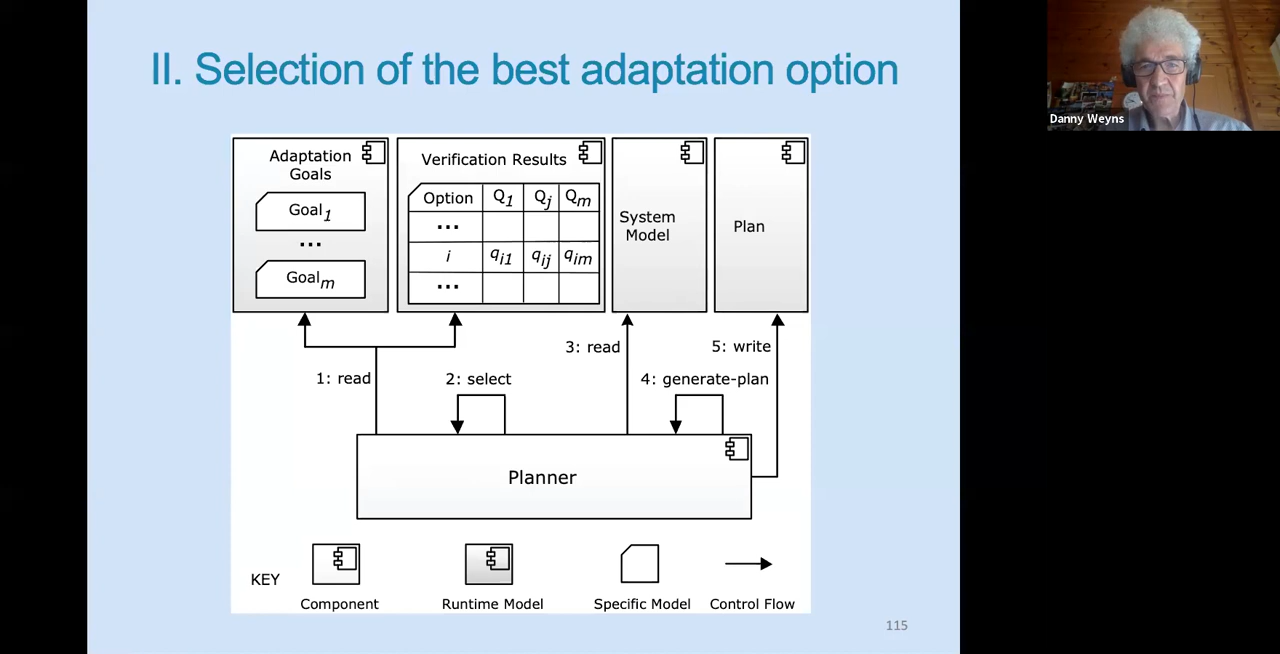 II. Selection of the best adaptation option
Danny Weyns
Adaptation
Goals
Goal1
...
Goalm
Verification Results
Option Q1 Qj Qm
...
i qi1 qij qim
...
System
Model
Plan
1: read
2: select
3: read
4: generate-plan
5: write
Planner
KEY
Component
Runtime Model
Specific Model
Control Flow
115